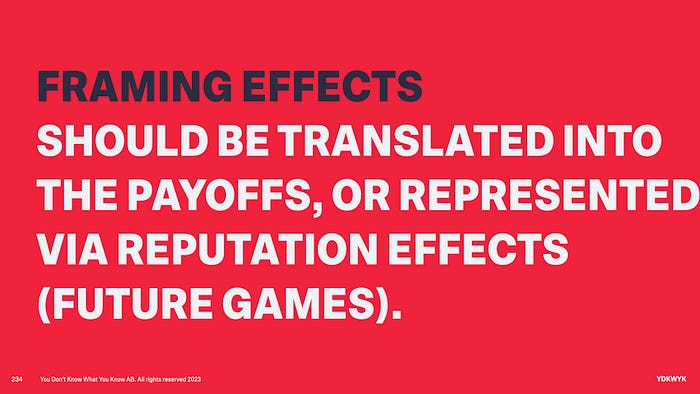 FRAMING EFFECTS
SHOULD BE TRANSLATED INTO
THE PAYOFFS, OR REPRESENTED
VIA REPUTATION EFFECTS
(FUTURE GAMES).
234 You Don't Know What You Know AB. All rights reserved 2023 YDKWYK